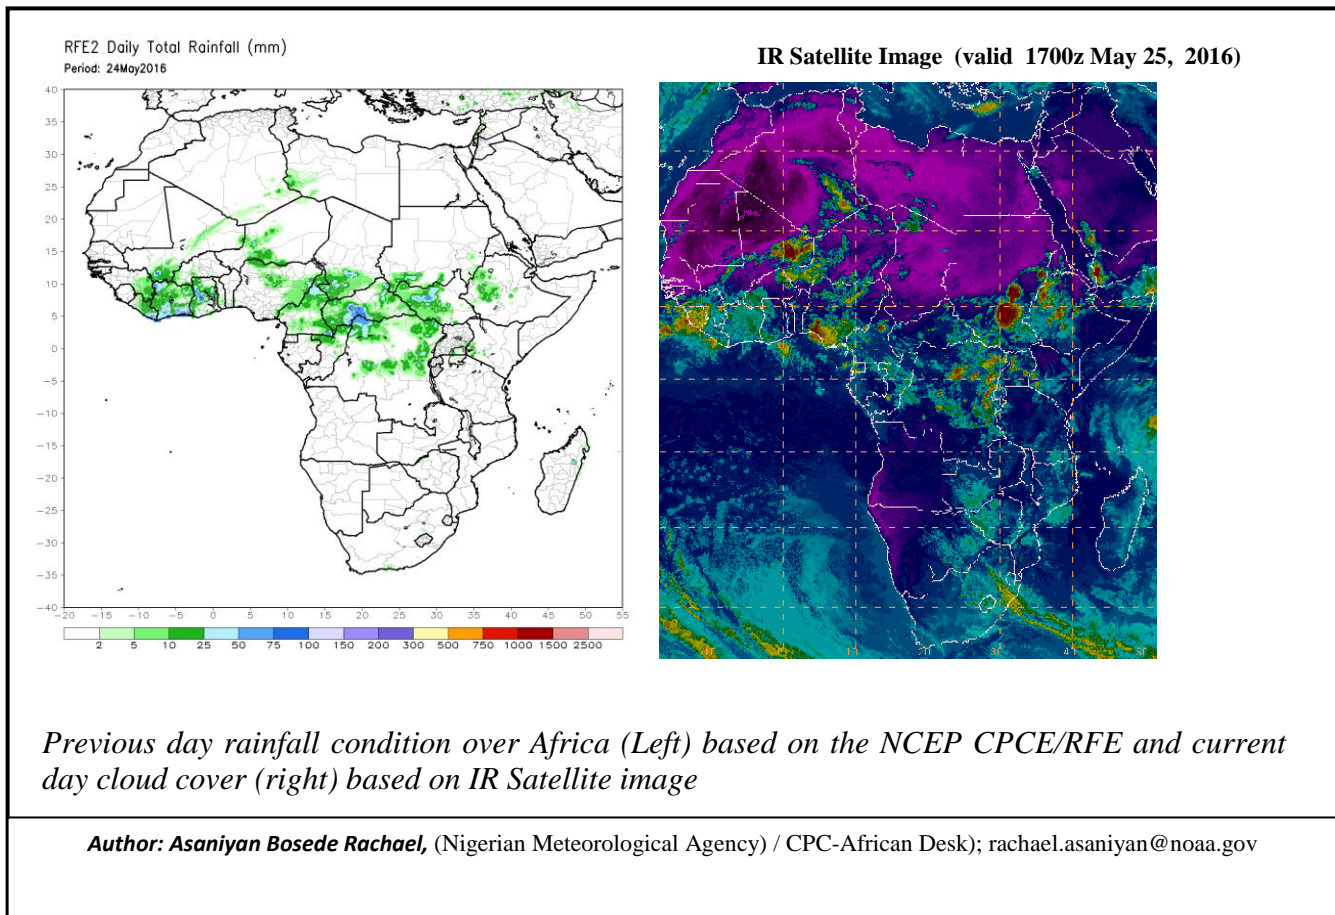 RFE2 Daily Total Rainfall (mm)
Period: 24May2016
IR Satellite Image (valid 1700z May 25, 2016)
40
35
30
25
20
15
10
5
0
−5
−10
−15
−20
−25
−30
−35
−40
−20 −15 −10 −5 0 5 10 15 20 25 30 35 40 45 50 55
2 5 10 25 50 75 100 150 200 300 500 750 1000 1500 2500
Previous day rainfall condition over Africa (Left) based on the NCEP CPCE/RFE and current
day cloud cover (right) based on IR Satellite image
Author: Asaniyan Bosede Rachael, (Nigerian Meteorological Agency) / CPC-African Desk); rachael.asaniyan@noaa.gov